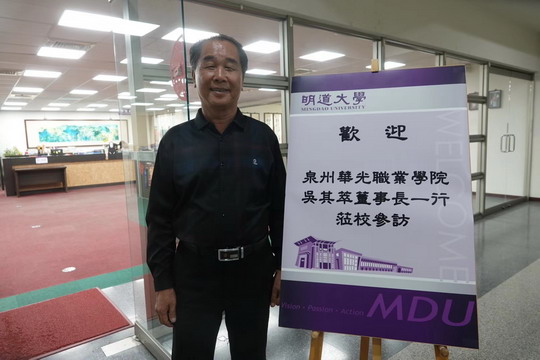 明道大學
MINGDAO UNIVERSITY
歡迎
泉州華光職業學院
吳其萃董事長一行
蒞校參訪
WELCOME
Vision・Passion・Action
MDU